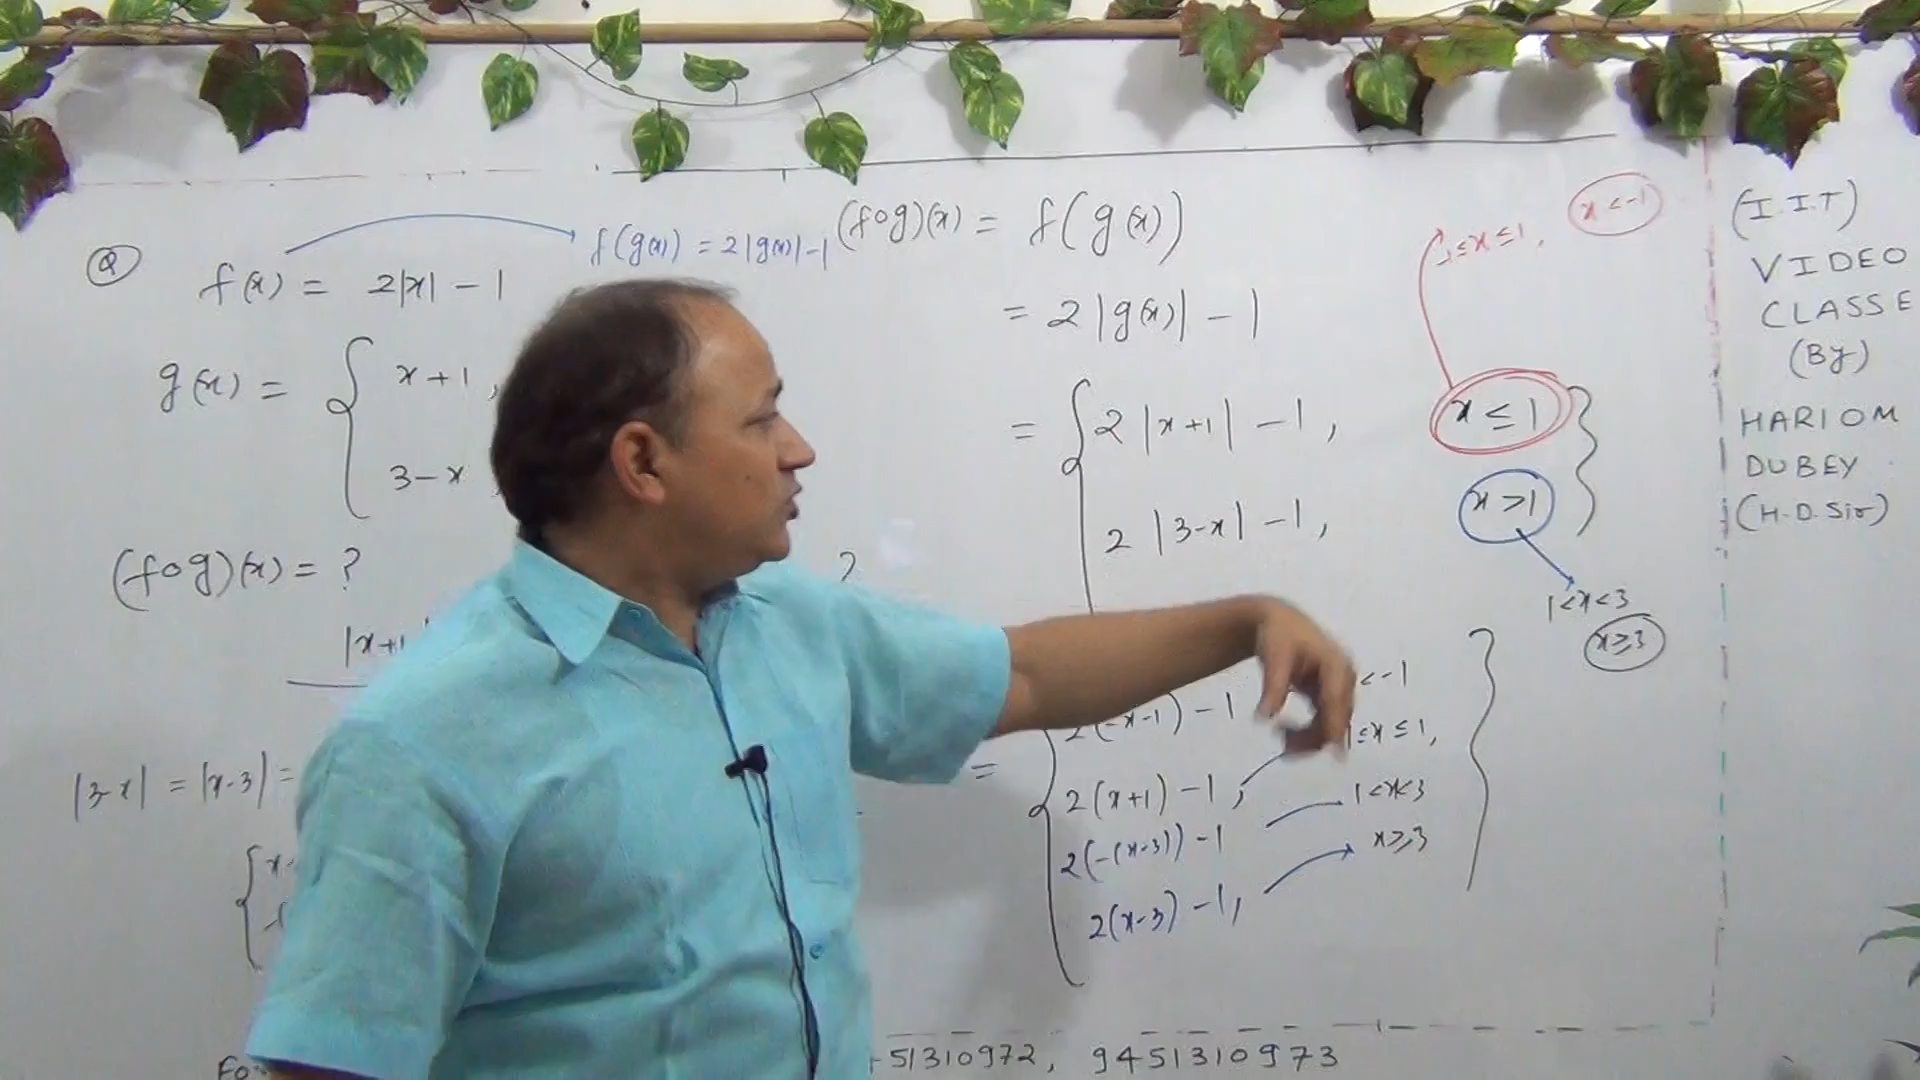 Q
f(x) = 2|x| - 1
f(g(x)) = 2|g(x)| - 1
g(x) = { x + 1,
3 - x
(fog)(x) = ?
?
|x+1
|3-x| = |x-3| =
(fog)(x) = f(g(x))
= 2|g(x)| - 1
= { 2|x+1| - 1, x ≤ 1
2|3-x| - 1, x > 1
≤ x ≤ 1, x < -1
1 < x < 3
x ≥ 3
= { 2(-x-1) - 1 < -1
2(x+1) - 1, 1 ≤ x ≤ 1,
2(-(x-3)) - 1 1 < x < 3
2(x-3) - 1, x ≥ 3
(I.I.T)
VIDEO
CLASSE
(By)
HARIOM
DUBEY
(H.D.Sir)
51310972, 9451310973